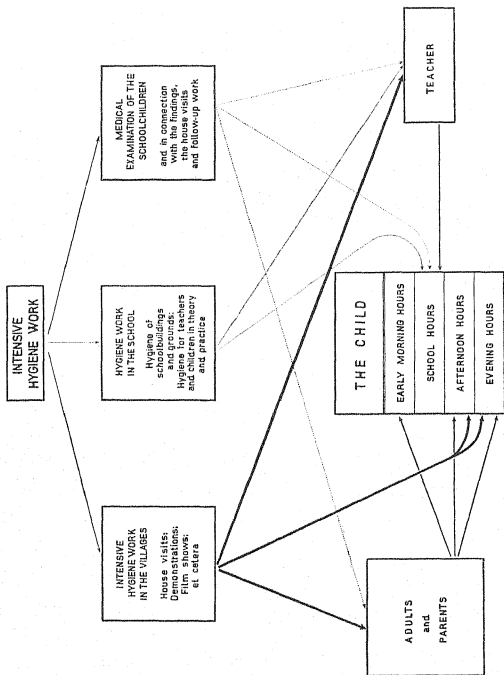 INTENSIVE
HYGIENE WORK
INTENSIVE
HYGIENE WORK
IN THE VILLAGES
House visits;
Demonstrations;
Film shows;
et cetera
HYGIENE WORK
IN THE SCHOOL
Hygiene of
schoolbuildings
and grounds;
Hygiene for teachers
and children in theory
and practice
MEDICAL
EXAMINATION OF THE
SCHOOLCHILDREN
and in connection
with the findings,
the house visits
and follow-up work
ADULTS
and
PARENTS
THE CHILD
EARLY MORNING HOURS
SCHOOL HOURS
AFTERNOON HOURS
EVENING HOURS
TEACHER